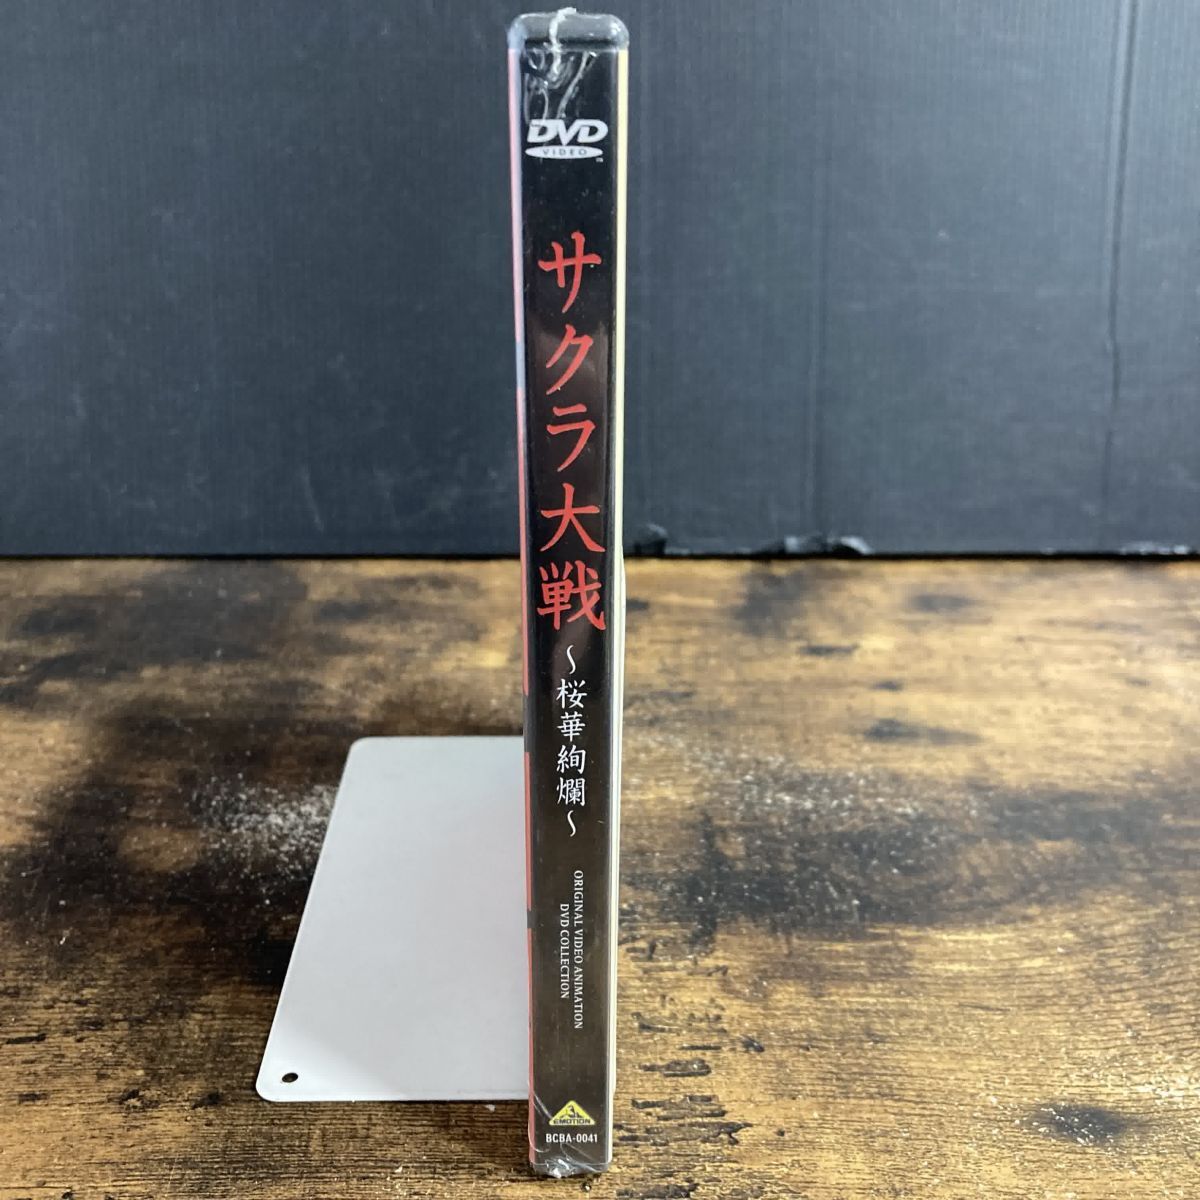 DVD
VIDEO
TM
サクラ大戦
~桜華絢爛~
ORIGINAL VIDEO ANIMATION
DVD COLLECTION
EMOTION
BCBA-0041